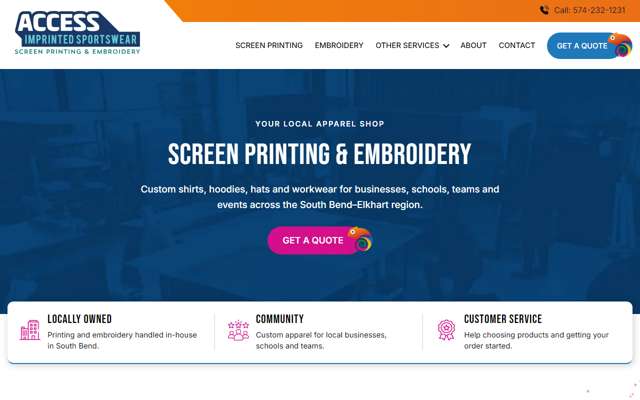 Call: 574-232-1231
ACCESS
IMPRINTED SPORTSWEAR
SCREEN PRINTING & EMBROIDERY
SCREEN PRINTING
EMBROIDERY
OTHER SERVICES
ABOUT
CONTACT
GET A QUOTE
YOUR LOCAL APPAREL SHOP
SCREEN PRINTING & EMBROIDERY
Custom shirts, hoodies, hats and workwear for businesses, schools, teams and
events across the South Bend–Elkhart region.
GET A QUOTE
LOCALLY OWNED
Printing and embroidery handled in-house
in South Bend.
COMMUNITY
Custom apparel for local businesses,
schools and teams.
CUSTOMER SERVICE
Help choosing products and getting your
order started.